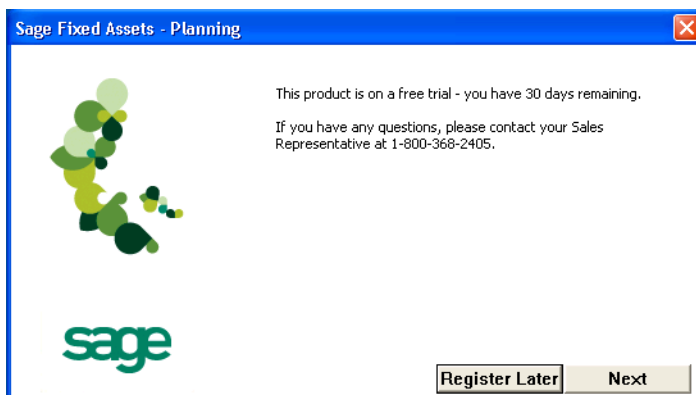 Sage Fixed Assets - Planning
This product is on a free trial - you have 30 days remaining.
If you have any questions, please contact your Sales
Representative at 1-800-368-2405.
sage
Register Later
Next